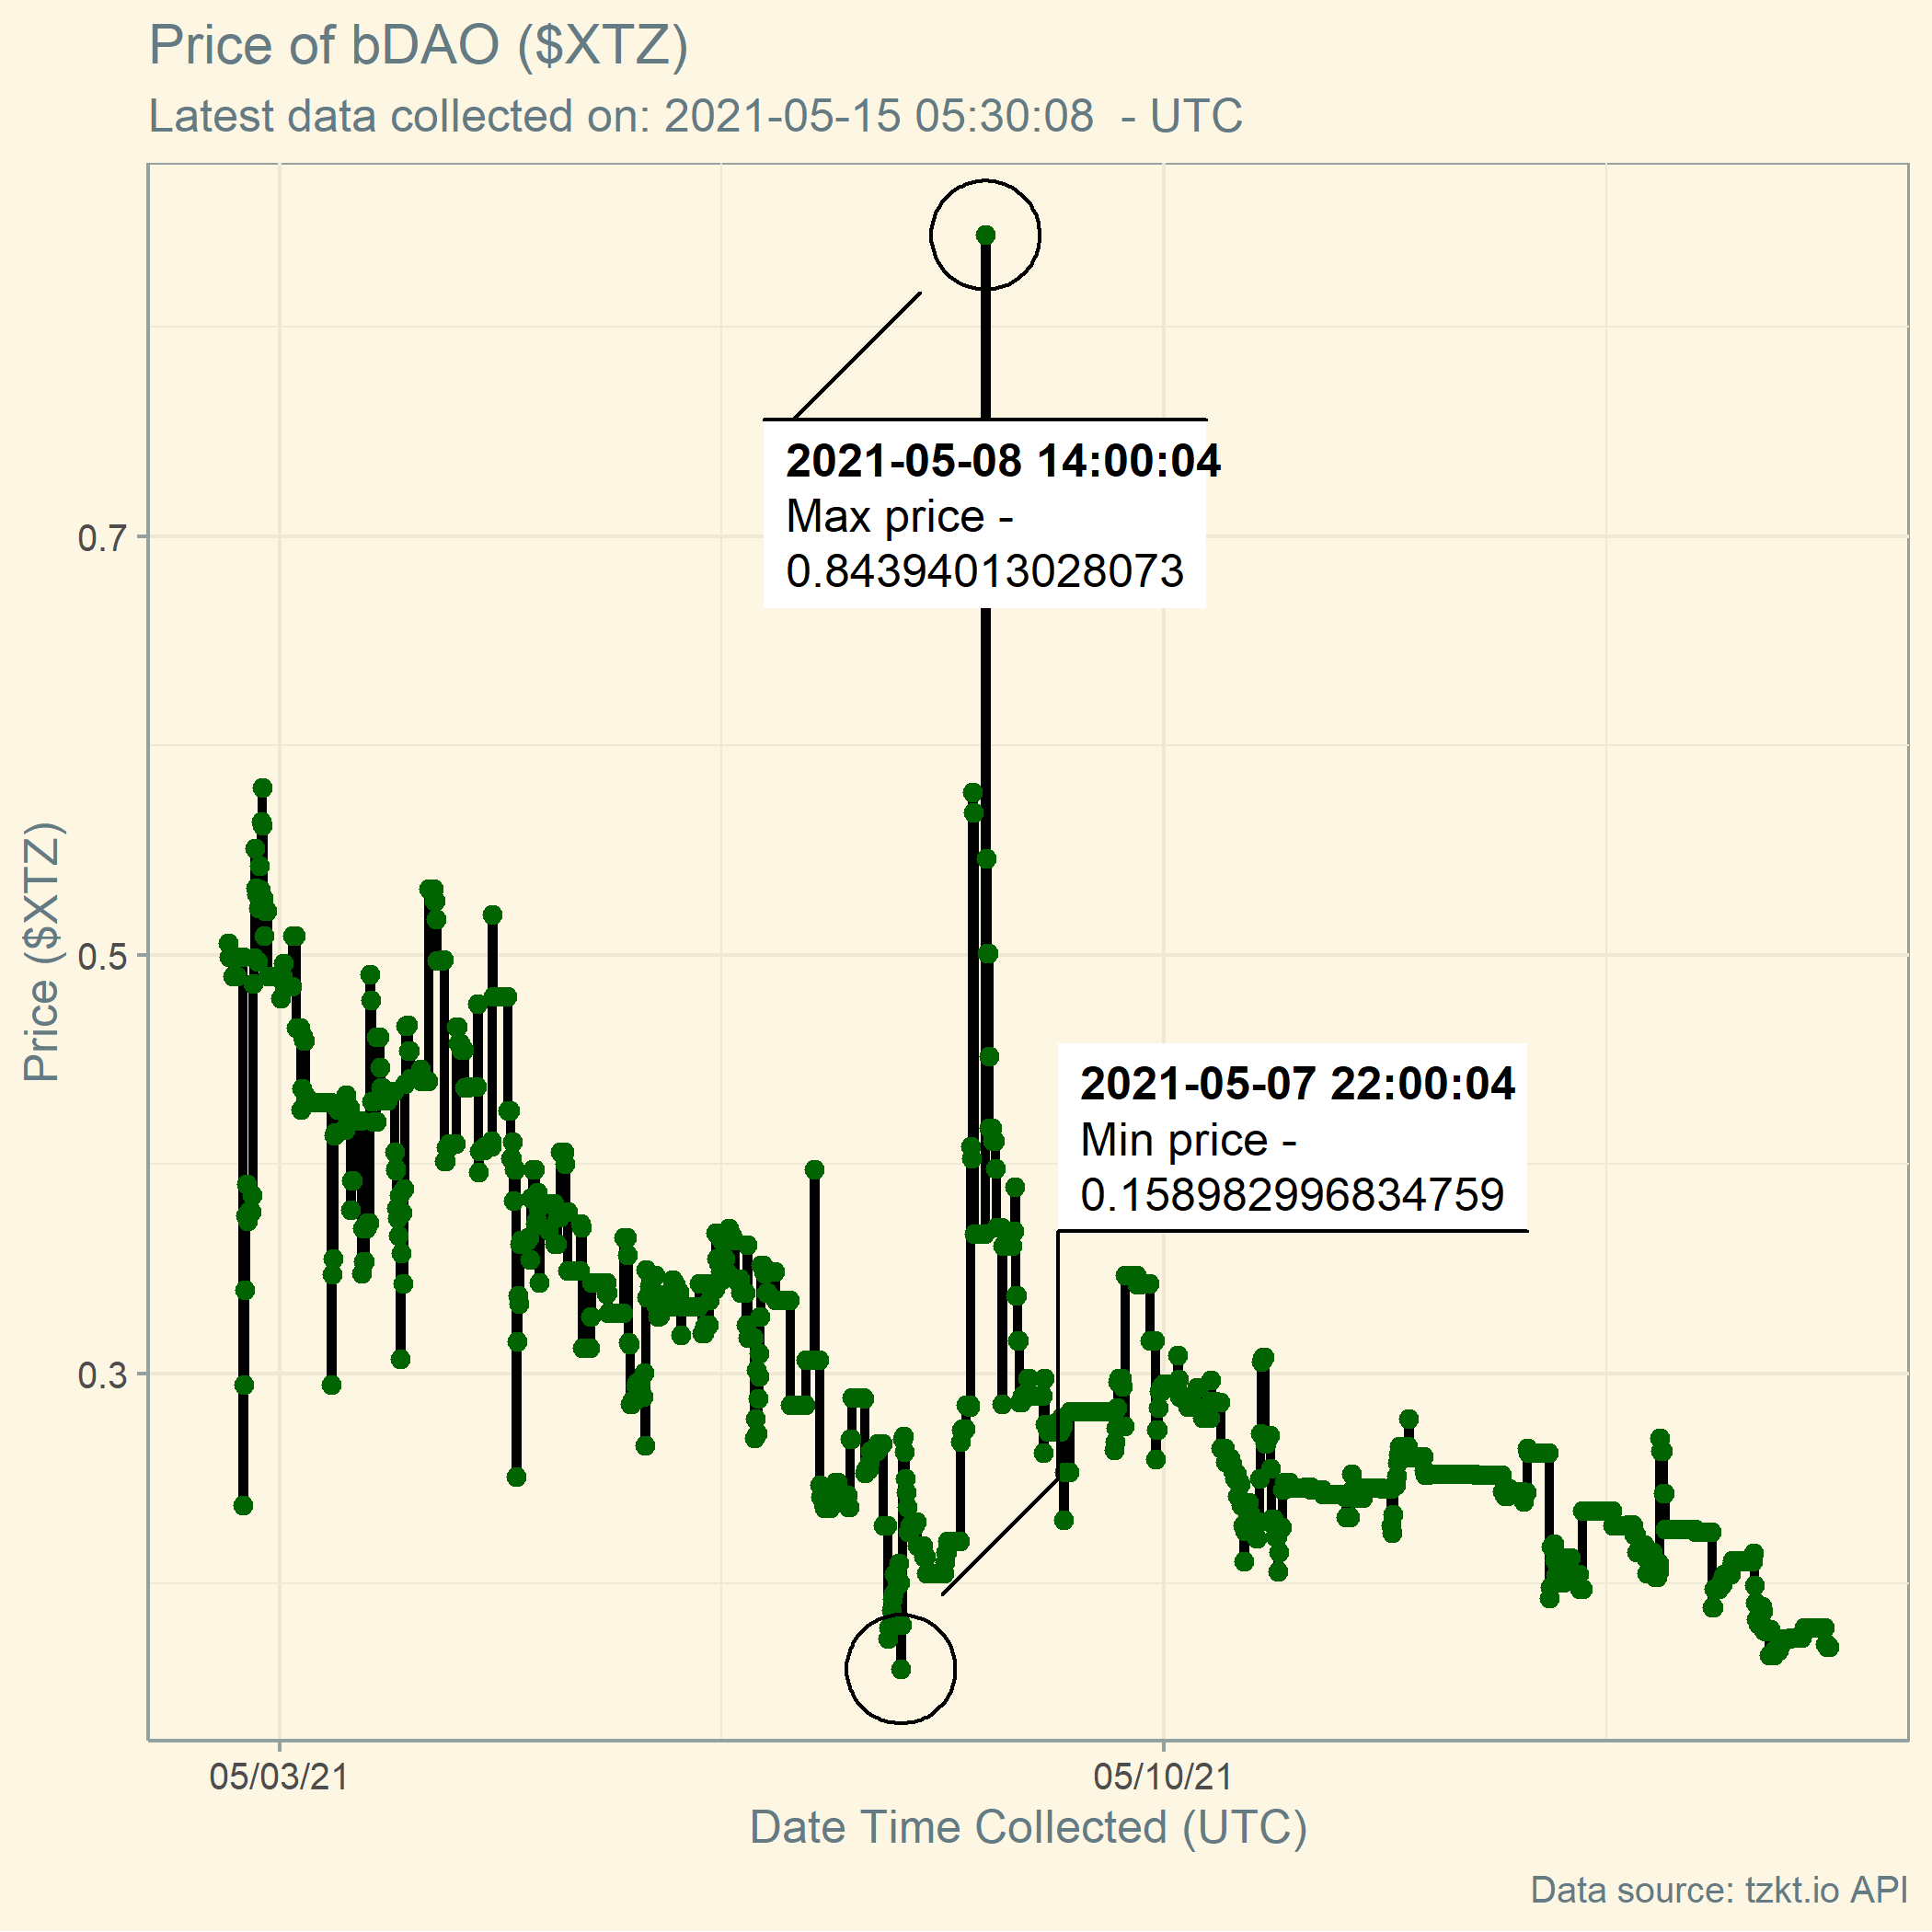 Price of bDAO ($XTZ)
Latest data collected on: 2021-05-15 05:30:08  - UTC
2021-05-08 14:00:04
Max price -
0.84394013028073
0.7
0.5
0.3
Price ($XTZ)
2021-05-07 22:00:04
Min price -
0.158982996834759
05/03/21
05/10/21
Date Time Collected (UTC)
Data source: tzkt.io API